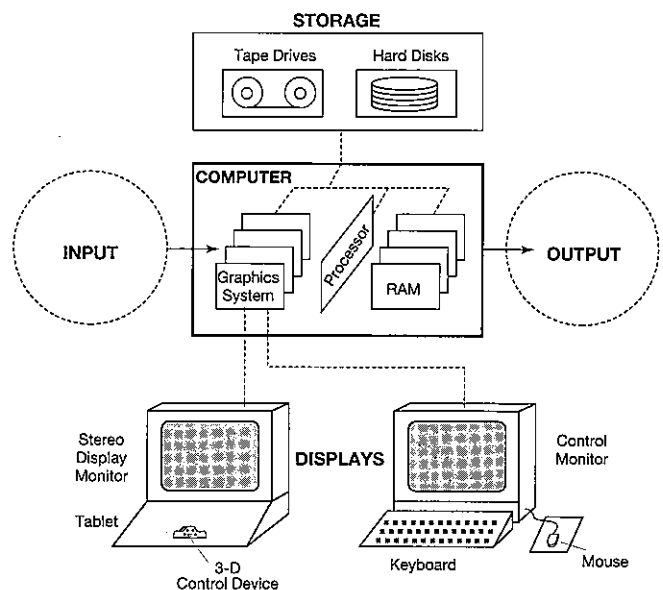 STORAGE
Tape Drives
Hard Disks
COMPUTER
INPUT
Graphics
System
Processor
RAM
OUTPUT
Stereo
Display
Monitor
DISPLAYS
Control
Monitor
Tablet
3-D
Control Device
Keyboard
Mouse